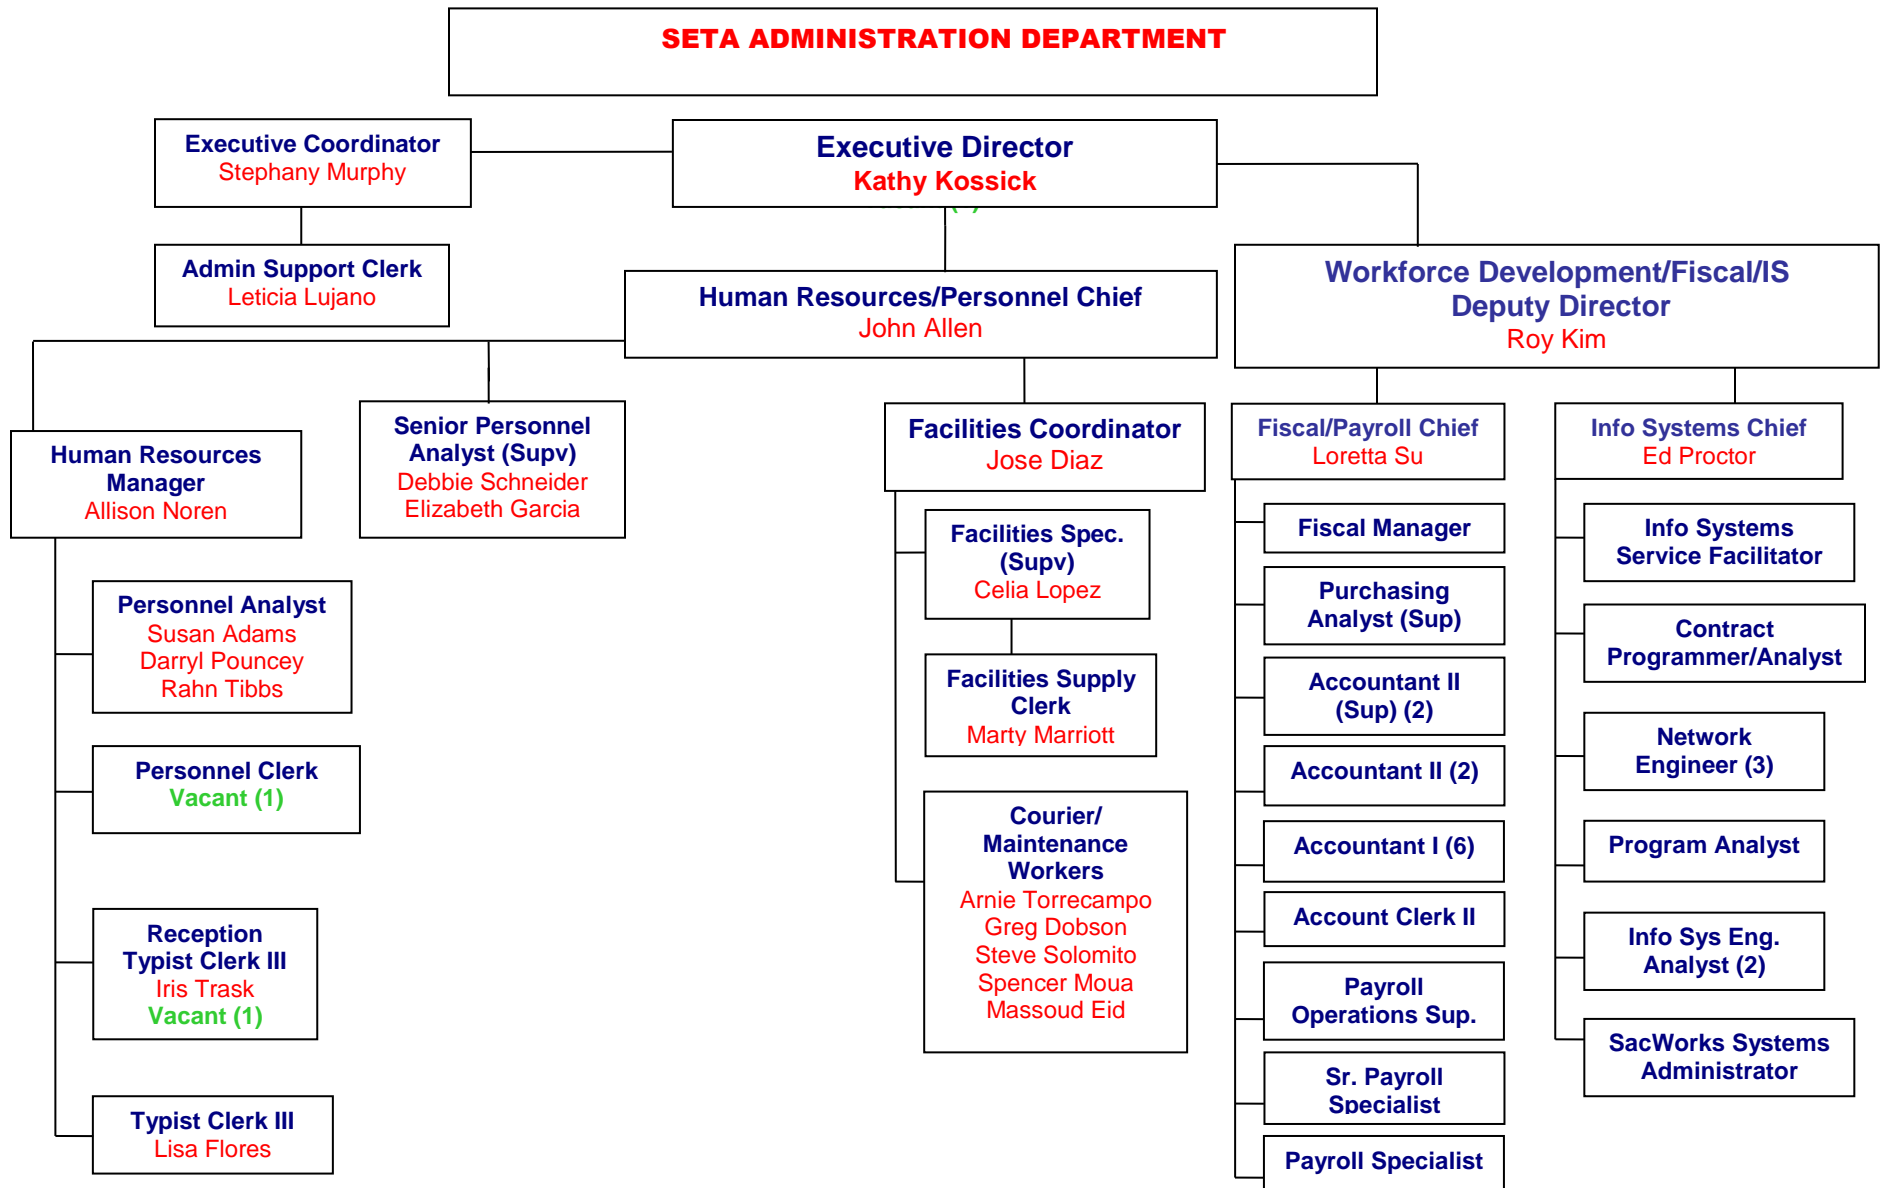 SETA ADMINISTRATION DEPARTMENT
Executive Coordinator
Stephany Murphy
Executive Director
Kathy Kossick
Admin Support Clerk
Leticia Lujano
Human Resources/Personnel Chief
John Allen
Workforce Development/Fiscal/IS
Deputy Director
Roy Kim
Human Resources
Manager
Allison Noren
Senior Personnel
Analyst (Supv)
Debbie Schneider
Elizabeth Garcia
Facilities Coordinator
Jose Diaz
Fiscal/Payroll Chief
Loretta Su
Info Systems Chief
Ed Proctor
Personnel Analyst
Susan Adams
Darryl Pouncey
Rahn Tibbs
Personnel Clerk
Vacant (1)
Reception
Typist Clerk III
Iris Trask
Vacant (1)
Typist Clerk III
Lisa Flores
Facilities Spec.
(Supv)
Celia Lopez
Facilities Supply
Clerk
Marty Marriott
Courier/
Maintenance
Workers
Arnie Torrecampo
Greg Dobson
Steve Solomito
Spencer Moua
Massoud Eid
Fiscal Manager
Purchasing
Analyst (Sup)
Accountant II
(Sup) (2)
Accountant II (2)
Accountant I (6)
Account Clerk II
Payroll
Operations Sup.
Sr. Payroll
Specialist
Payroll Specialist
Info Systems
Service Facilitator
Contract
Programmer/Analyst
Network
Engineer (3)
Program Analyst
Info Sys Eng.
Analyst (2)
SacWorks Systems
Administrator